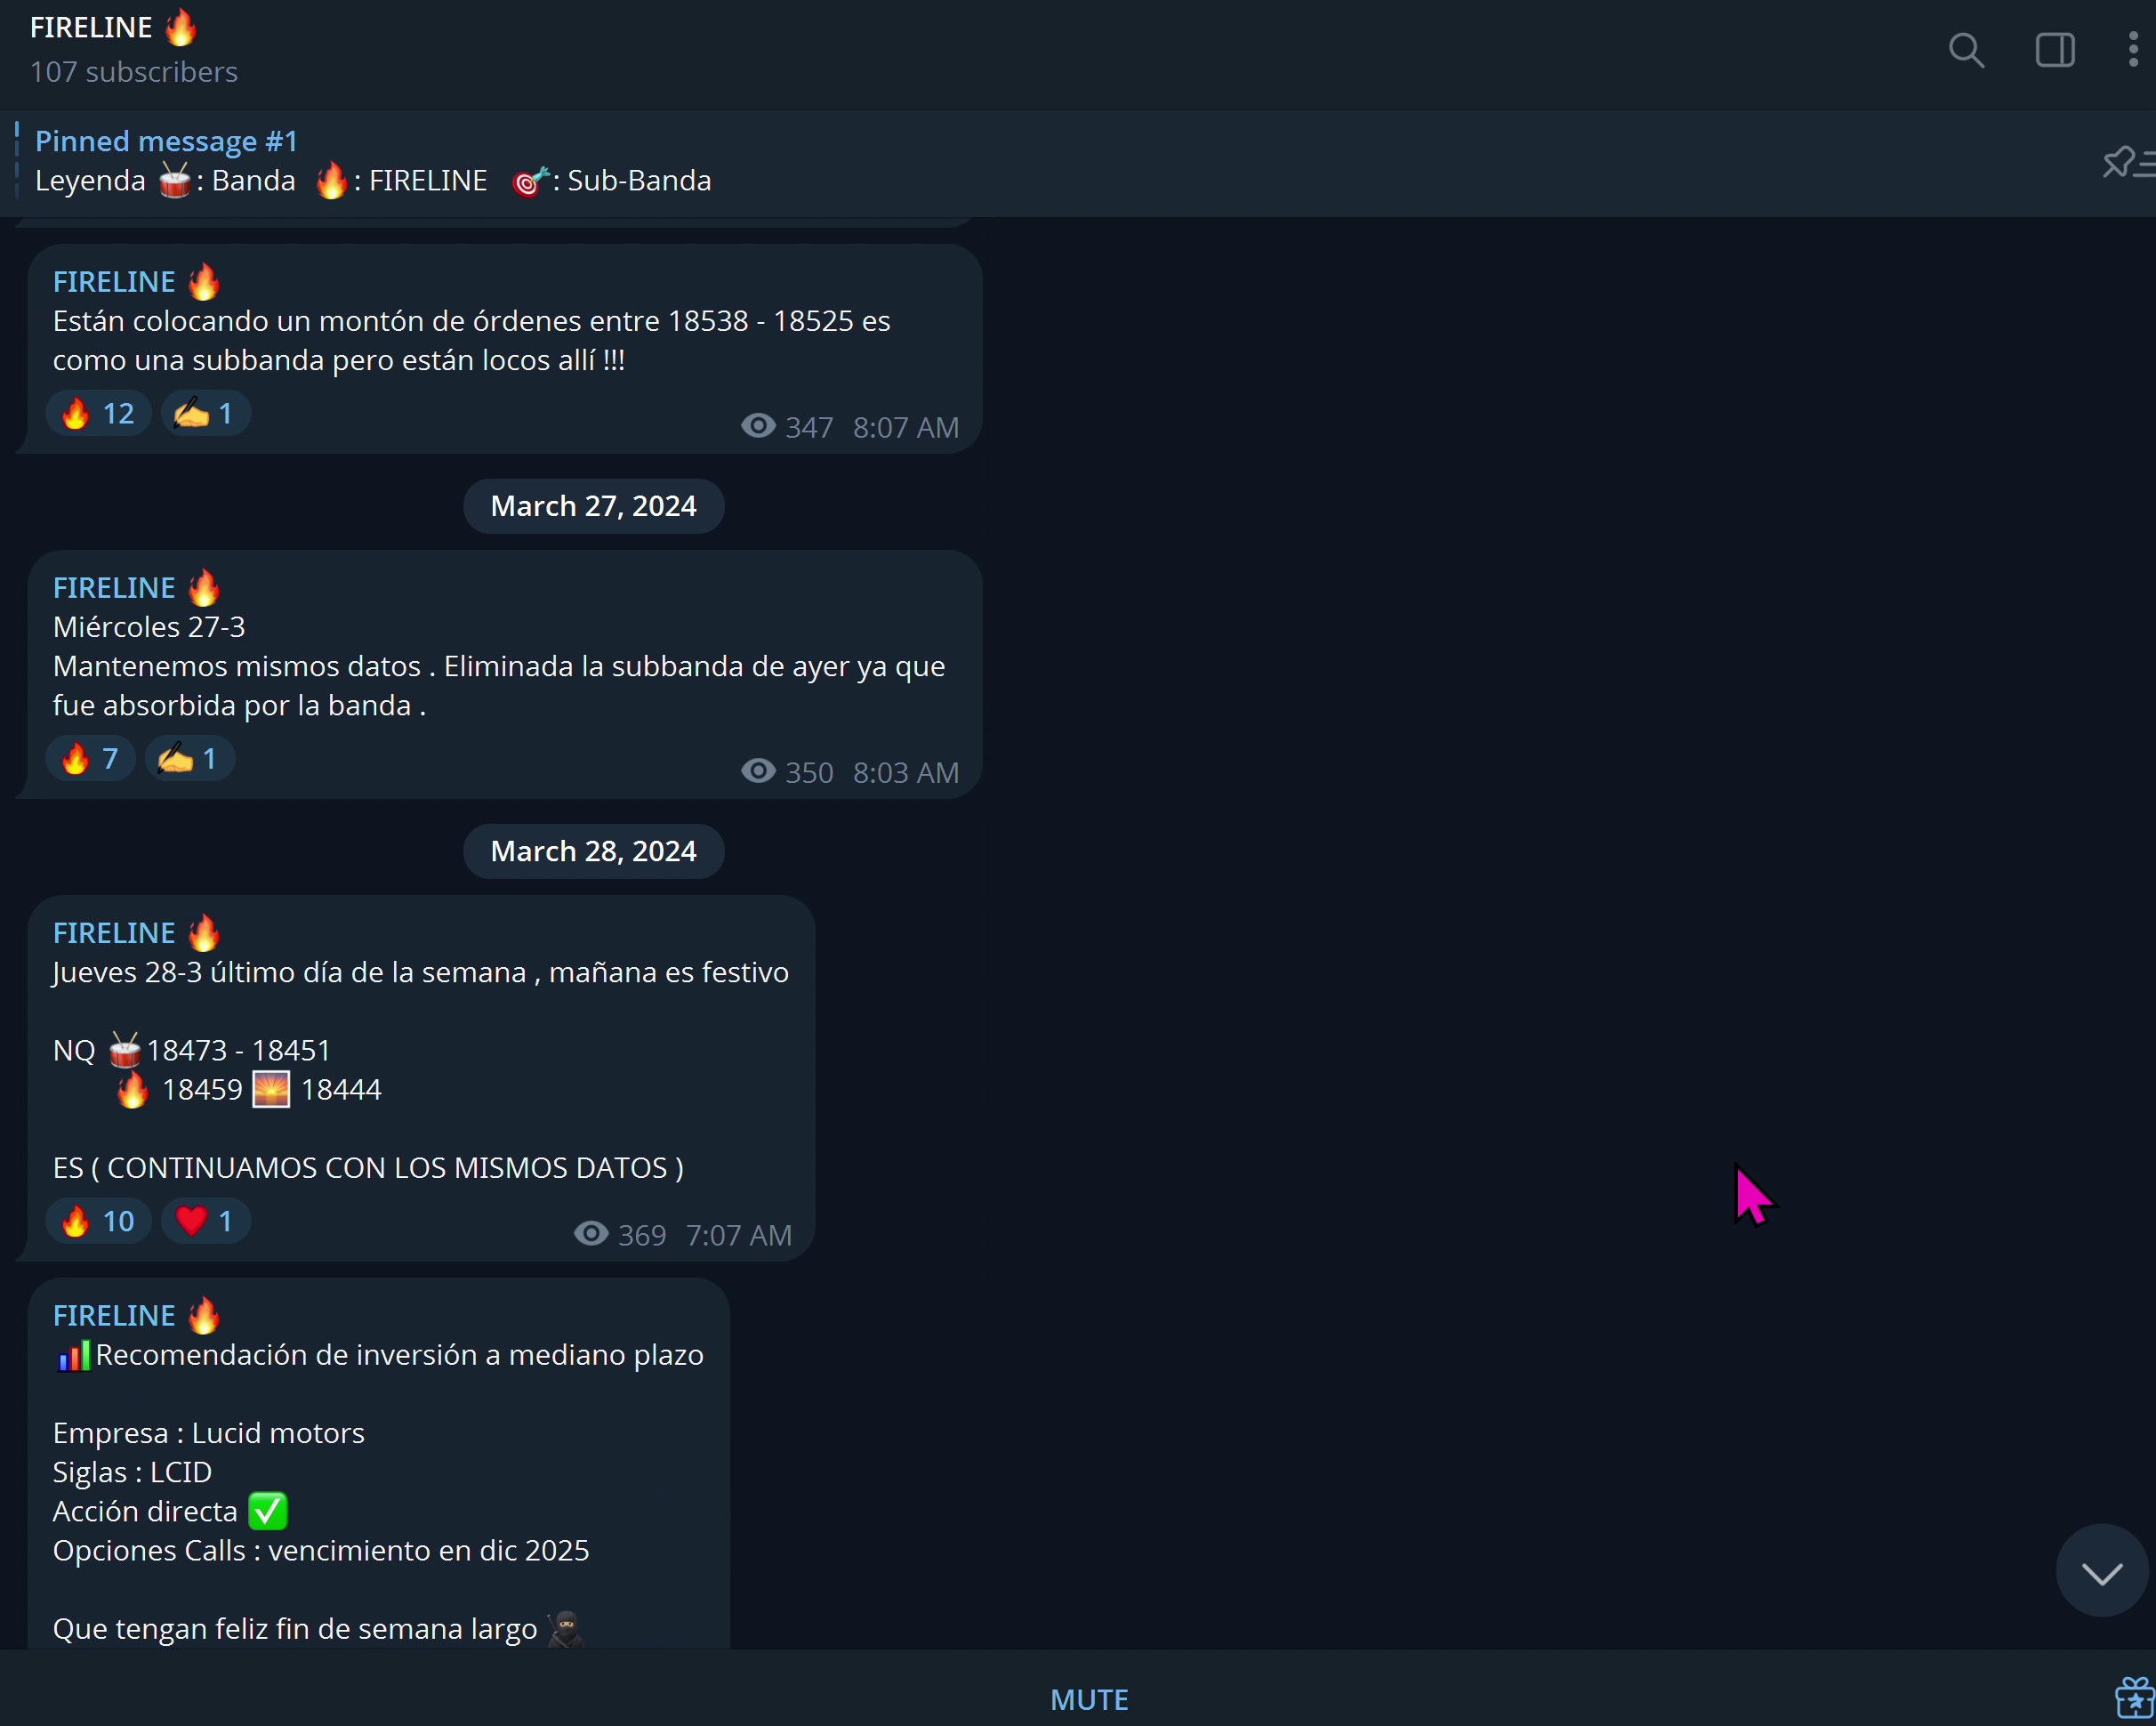 FIRELINE 🔥
107 subscribers
Pinned message #1
Leyenda 🥁: Banda 🔥: FIRELINE 🎯: Sub-Banda
FIRELINE 🔥
Están colocando un montón de órdenes entre 18538 - 18525 es
como una subbanda pero están locos allí !!!
🔥 12 ✍️ 1 347 8:07 AM
March 27, 2024
FIRELINE 🔥
Miércoles 27-3
Mantenemos mismos datos . Eliminada la subbanda de ayer ya que
fue absorbida por la banda .
🔥 7 ✍️ 1 350 8:03 AM
March 28, 2024
FIRELINE 🔥
Jueves 28-3 último día de la semana , mañana es festivo
NQ 🥁18473 - 18451
🔥 18459 🌅 18444
ES ( CONTINUAMOS CON LOS MISMOS DATOS )
🔥 10 ❤️ 1 369 7:07 AM
FIRELINE 🔥
📊Recomendación de inversión a mediano plazo
Empresa : Lucid motors
Siglas : LCID
Acción directa ✅
Opciones Calls : vencimiento en dic 2025
Que tengan feliz fin de semana largo 🥷
MUTE